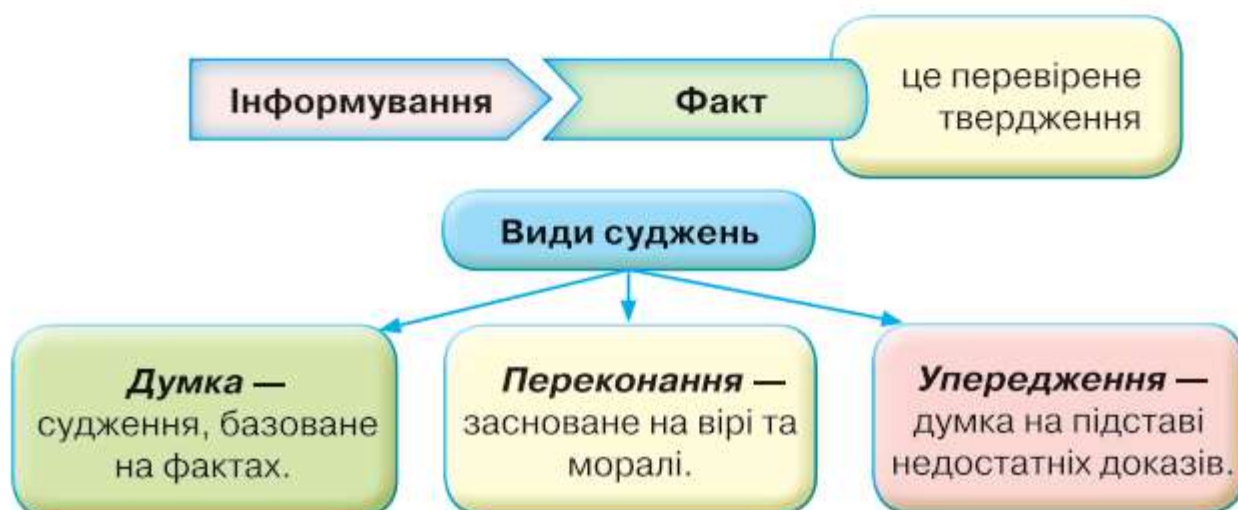 Інформування
Факт
це перевірене
твердження
Види суджень
Думка —
судження, базоване
на фактах.
Переконання —
засноване на вірі та
моралі.
Упередження —
думка на підставі
недостатніх доказів.